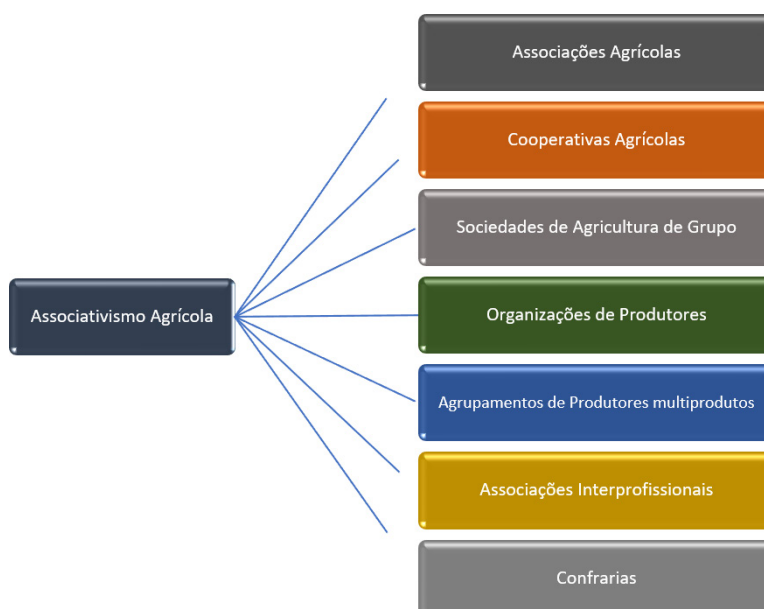 Associativismo Agrícola
Associações Agrícolas
Cooperativas Agrícolas
Sociedades de Agricultura de Grupo
Organizações de Produtores
Agrupamentos de Produtores multiprodutos
Associações Interprofissionais
Confrarias